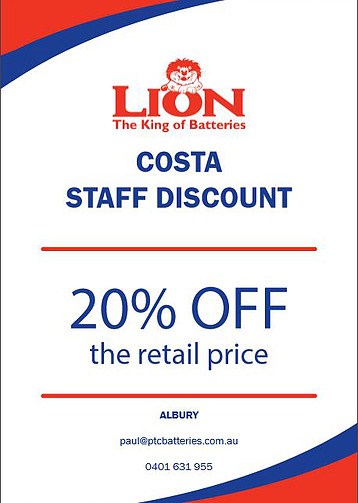 LION
The King of Batteries
COSTA
STAFF DISCOUNT
20% OFF
the retail price
ALBURY
paul@ptcbatteries.com.au
0401 631 955